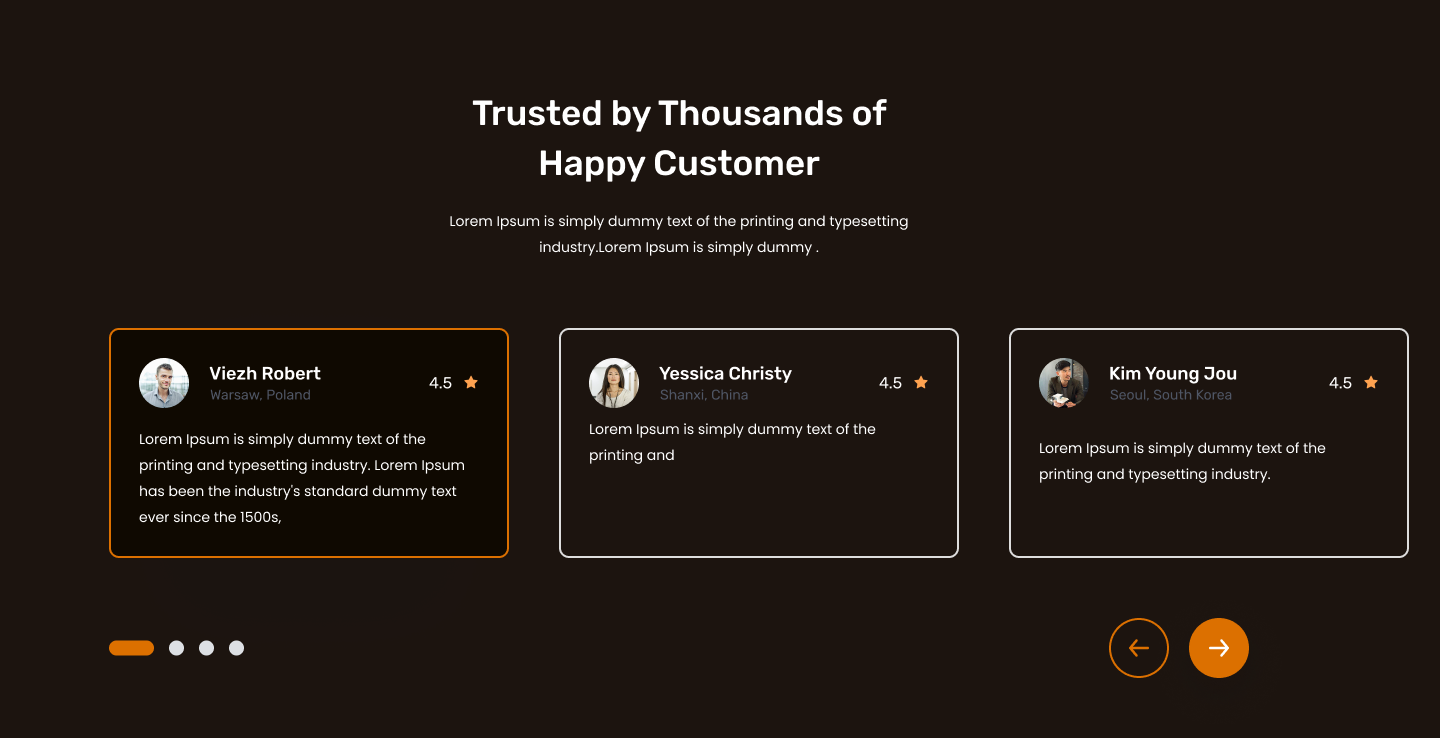 Trusted by Thousands of
Happy Customer
Lorem Ipsum is simply dummy text of the printing and typesetting
industry.Lorem Ipsum is simply dummy .
Viezh Robert
Warsaw, Poland
4.5
Lorem Ipsum is simply dummy text of the
printing and typesetting industry. Lorem Ipsum
has been the industry's standard dummy text
ever since the 1500s,
Yessica Christy
Shanxi, China
4.5
Lorem Ipsum is simply dummy text of the
printing and
Kim Young Jou
Seoul, South Korea
4.5
Lorem Ipsum is simply dummy text of the
printing and typesetting industry.